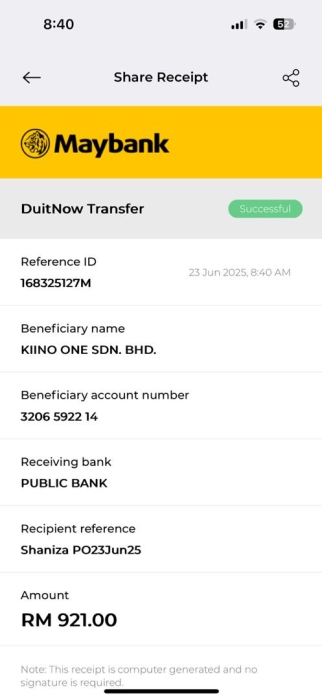 8:40
52
Share Receipt
Maybank
DuitNow Transfer
Successful
Reference ID
23 Jun 2025, 8:40 AM
168325127M
Beneficiary name
KIINO ONE SDN. BHD.
Beneficiary account number
3206 5922 14
Receiving bank
PUBLIC BANK
Recipient reference
Shaniza PO23Jun25
Amount
RM 921.00
Note: This receipt is computer generated and no
signature is required.